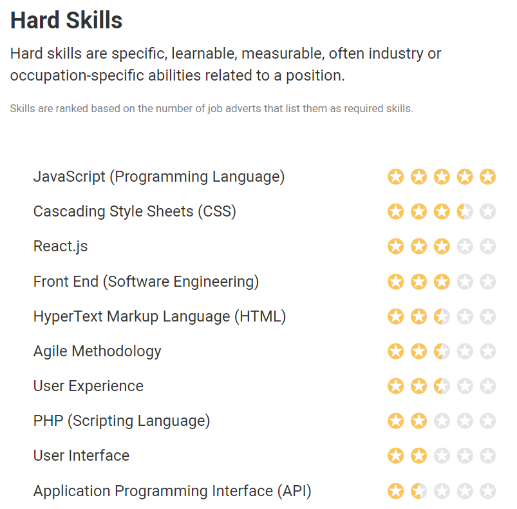 Hard Skills
Hard skills are specific, learnable, measurable, often industry or
occupation-specific abilities related to a position.
Skills are ranked based on the number of job adverts that list them as required skills.
JavaScript (Programming Language)
Cascading Style Sheets (CSS)
React.js
Front End (Software Engineering)
HyperText Markup Language (HTML)
Agile Methodology
User Experience
PHP (Scripting Language)
User Interface
Application Programming Interface (API)